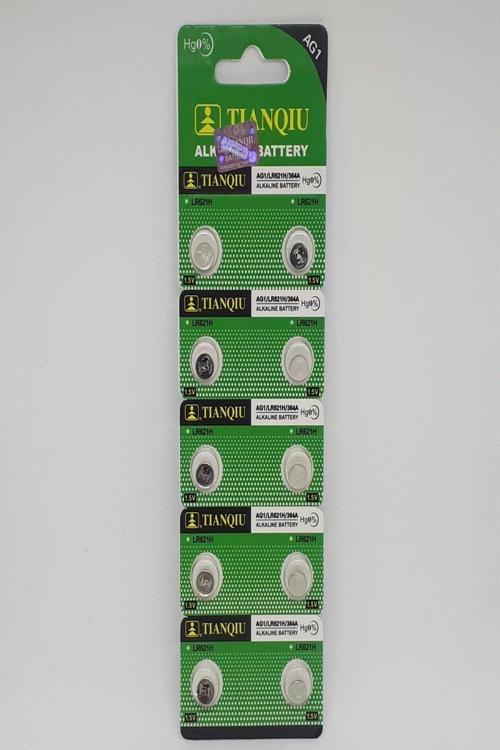 Hg0%
AG1
TIANQIU
ALK BATTERY
TIANQIU AG1/LR621H/364A Hg0%
ALKALINE BATTERY
LR621H LR621H
1.5V 1.5V
TIANQIU AG1/LR621H/364A Hg0%
ALKALINE BATTERY
LR621H LR621H
1.5V 1.5V
TIANQIU AG1/LR621H/364A Hg0%
ALKALINE BATTERY
LR621H LR621H
1.5V 1.5V
TIANQIU AG1/LR621H/364A Hg0%
ALKALINE BATTERY
LR621H LR621H
1.5V 1.5V
TIANQIU AG1/LR621H/364A Hg0%
ALKALINE BATTERY
LR621H LR621H
1.5V 1.5V